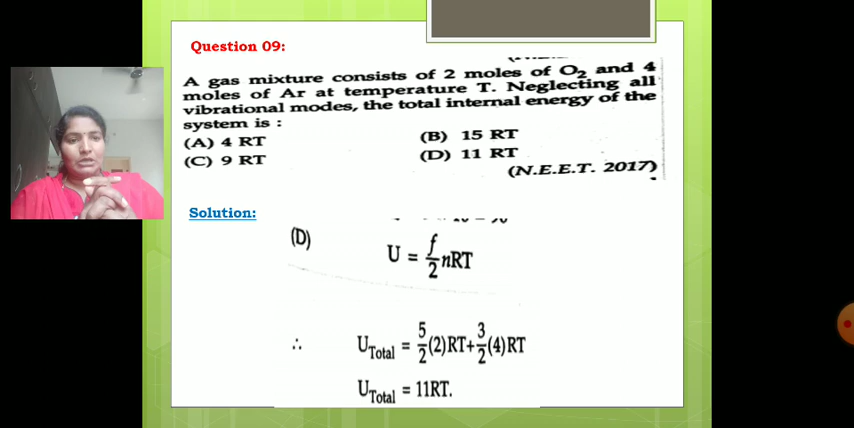 Question 09:
A gas mixture consists of 2 moles of O₂ and 4
moles of Ar at temperature T. Neglecting all
vibrational modes, the total internal energy of the
system is :
(A) 4 RT (B) 15 RT
(C) 9 RT (D) 11 RT
(N.E.E.T. 2017)
Solution:
(D) U = f/2 nRT
∴ U_Total = 5/2(2)RT+3/2(4)RT
U_Total = 11RT.